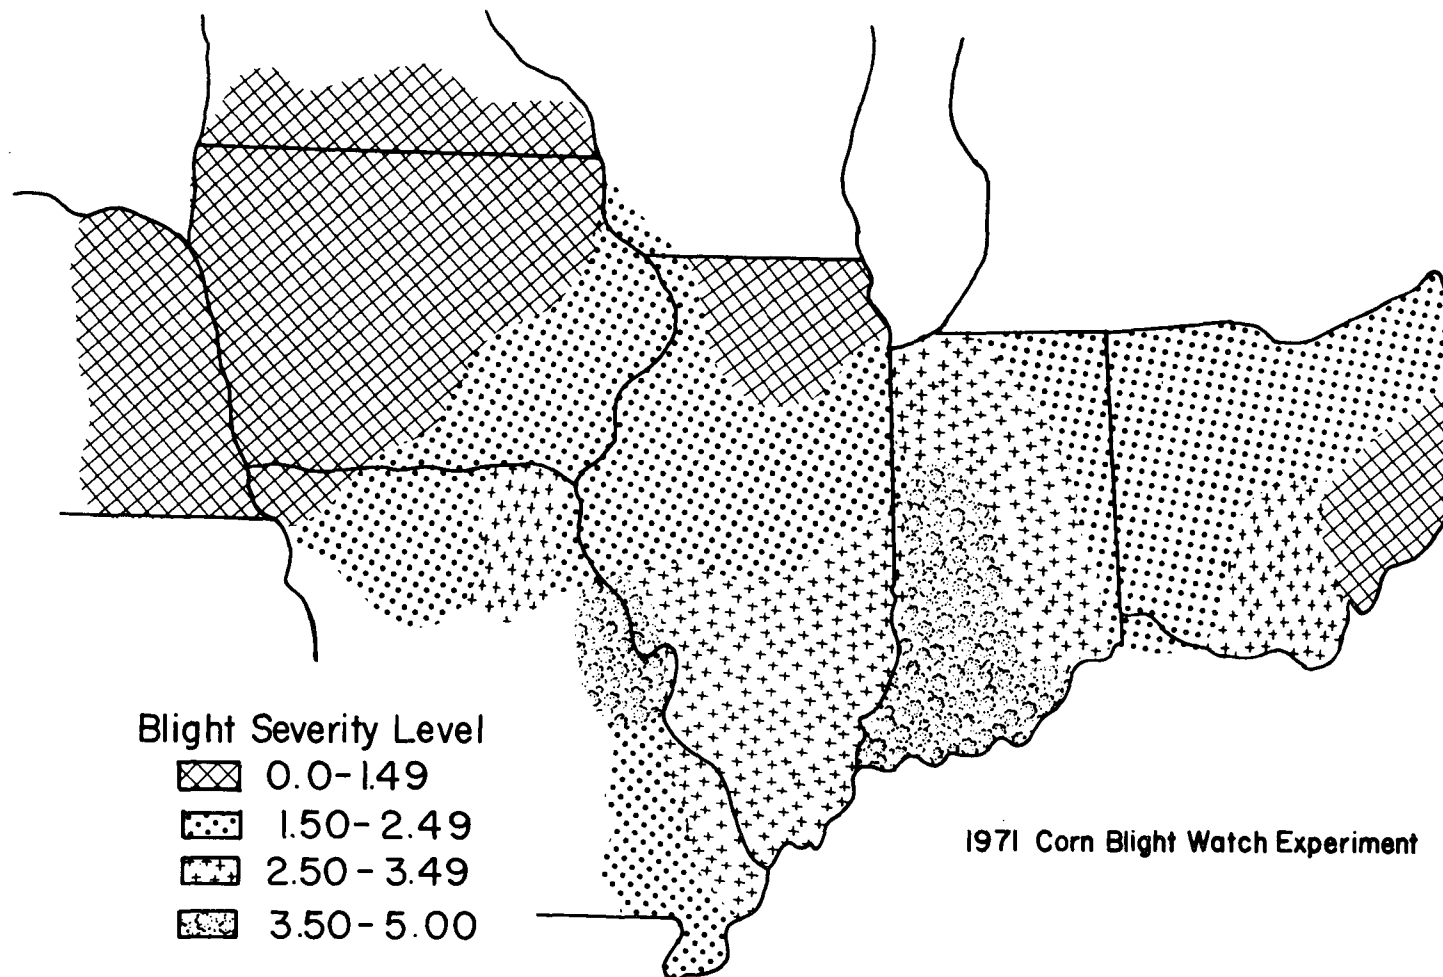 Blight Severity Level
0.0-1.49
1.50-2.49
2.50-3.49
3.50-5.00
1971 Corn Blight Watch Experiment